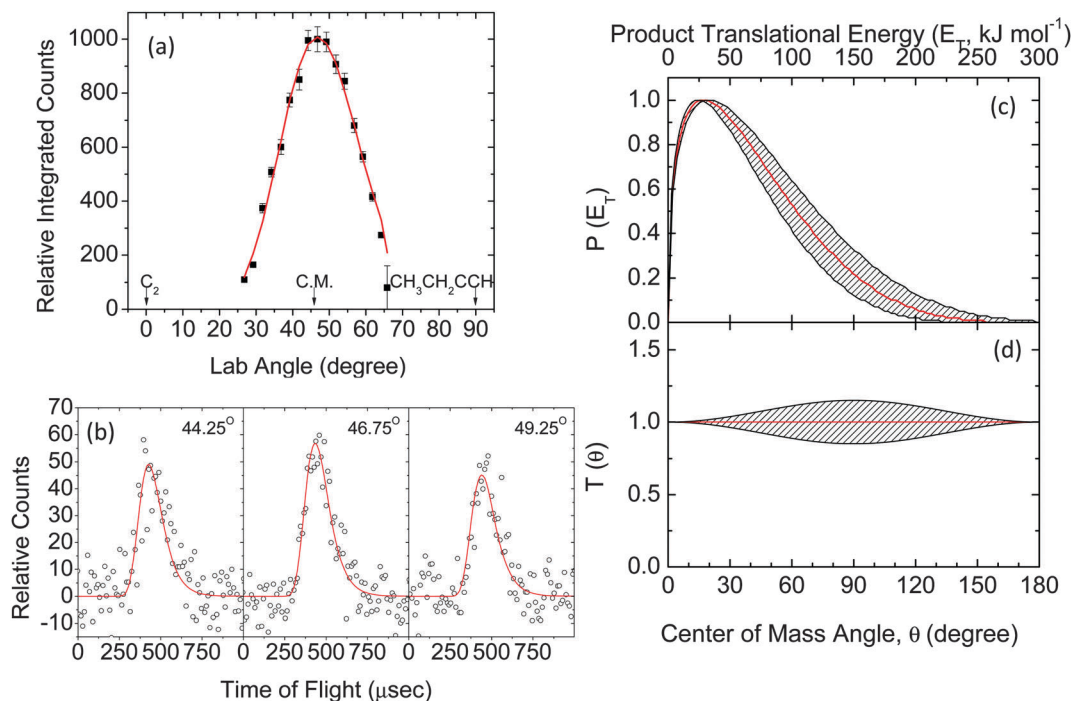 (a)
1000
800
600
400
200
0
Relative Integrated Counts
C₂
C.M.
CH₃CH₂CCH
0 10 20 30 40 50 60 70 80 90
Lab Angle (degree)
(b)
70
60
50
40
30
20
10
0
-10
Relative Counts
44.25° 46.75° 49.25°
0 250 500 750 0 250 500 750 0 250 500 750
Time of Flight (μsec)
Product Translational Energy (E_T, kJ mol⁻¹)
0 50 100 150 200 250 300
(c)
1.0
0.8
0.6
0.4
0.2
0.0
P (E_T)
(d)
1.5
1.0
0.5
0.0
T (θ)
0 30 60 90 120 150 180
Center of Mass Angle, θ (degree)